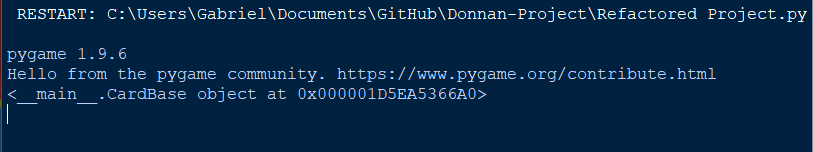 RESTART: C:\Users\Gabriel\Documents\GitHub\Donnan-Project\Refactored Project.py
pygame 1.9.6
Hello from the pygame community. https://www.pygame.org/contribute.html
<__main__.CardBase object at 0x000001D5EA5366A0>